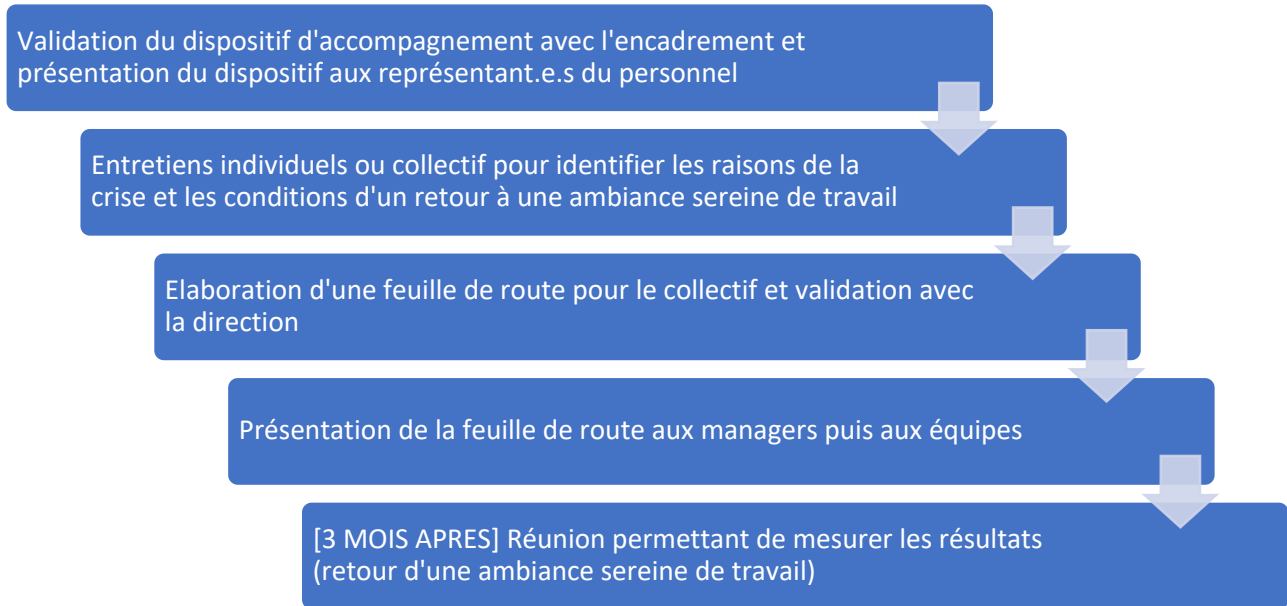 Validation du dispositif d'accompagnement avec l'encadrement et
présentation du dispositif aux représentant.e.s du personnel
Entretiens individuels ou collectif pour identifier les raisons de la
crise et les conditions d'un retour à une ambiance sereine de travail
Elaboration d'une feuille de route pour le collectif et validation avec
la direction
Présentation de la feuille de route aux managers puis aux équipes
[3 MOIS APRES] Réunion permettant de mesurer les résultats
(retour d'une ambiance sereine de travail)